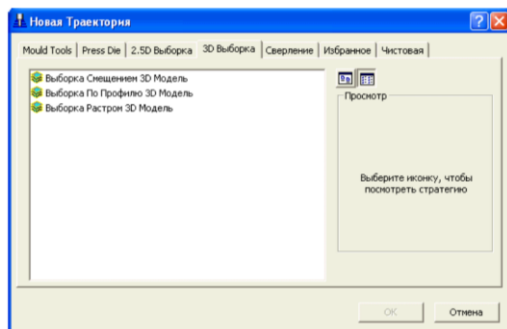 Новая Траектория
Mould Tools Press Die 2.5D Выборка 3D Выборка Сверление Избранное Чистовая
Выборка Смещением 3D Модель
Выборка По Профилю 3D Модель
Выборка Растром 3D Модель
Просмотр
Выберите иконку, чтобы
посмотреть стратегию
ОК Отмена